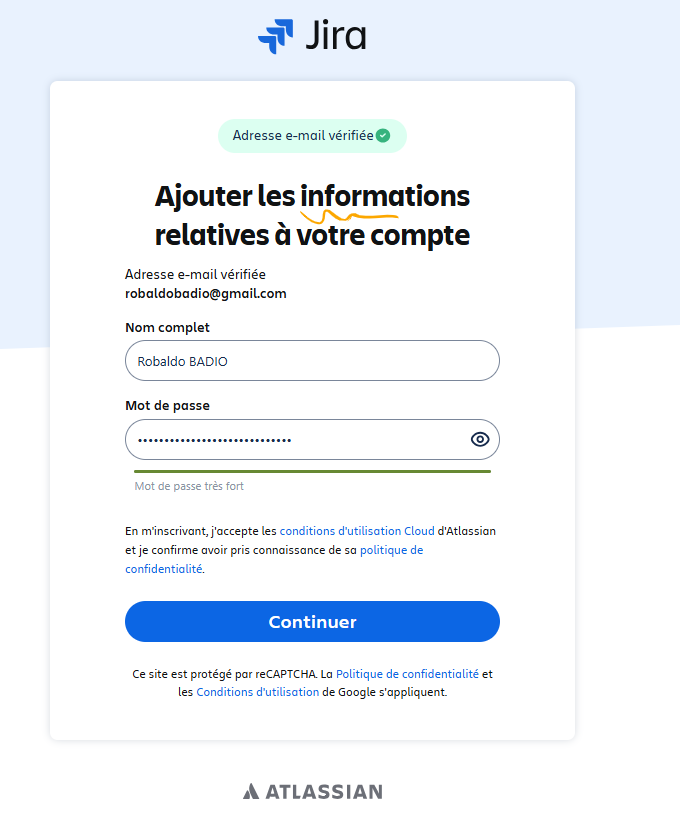 Jira
Adresse e-mail vérifiée
Ajouter les informations
relatives à votre compte
Adresse e-mail vérifiée
robaldobadio@gmail.com
Nom complet
Robaldo BADIO
Mot de passe
•••••••••••••••••••••••••••••
Mot de passe très fort
En m'inscrivant, j'accepte les conditions d'utilisation Cloud d'Atlassian
et je confirme avoir pris connaissance de sa politique de
confidentialité.
Continuer
Ce site est protégé par reCAPTCHA. La Politique de confidentialité et
les Conditions d'utilisation de Google s'appliquent.
ATLASSIAN